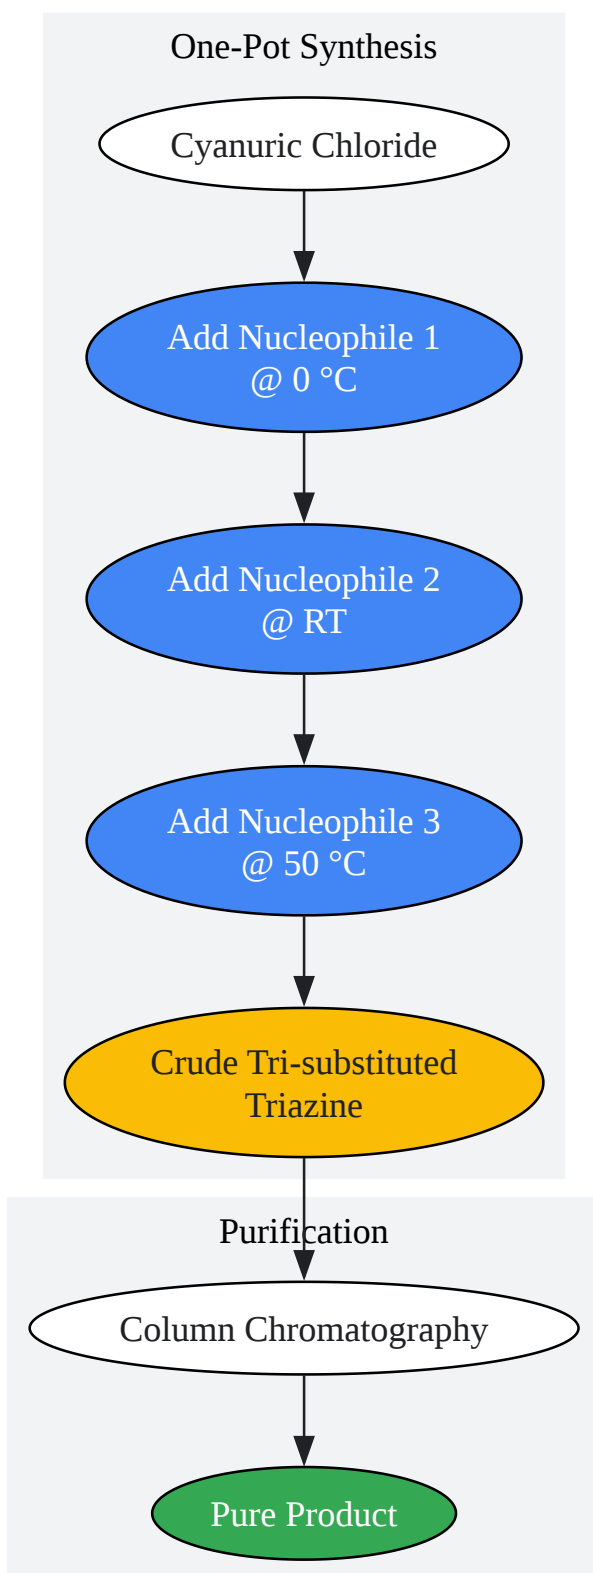 One-Pot Synthesis
Cyanuric Chloride
Add Nucleophile 1
@ 0 °C
Add Nucleophile 2
@ RT
Add Nucleophile 3
@ 50 °C
Crude Tri-substituted
Triazine
Purification
Column Chromatography
Pure Product